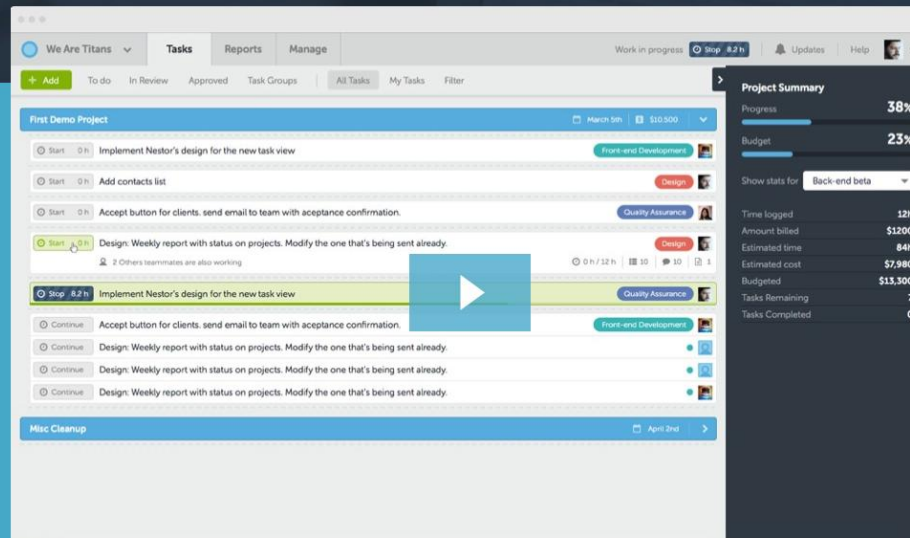 We Are Titans Tasks Reports Manage Work in progress Stop 8.2 h Updates Help
+ Add To do In Review Approved Task Groups All Tasks My Tasks Filter
First Demo Project March 5th $10.500
Start 0 h Implement Nestor's design for the new task view Front-end Development
Start 0 h Add contacts list Design
Start 0 h Accept button for clients. send email to team with aceptance confirmation. Quality Assurance
Start 0 h Design: Weekly report with status on projects. Modify the one that's being sent already. Design
2 Others teammates are also working 0 h / 12 h 10 10 1
Stop 8.2 h Implement Nestor's design for the new task view Quality Assurance
Continue Accept button for clients. send email to team with aceptance confirmation. Front-end Development
Continue Design: Weekly report with status on projects. Modify the one that's being sent already.
Continue Design: Weekly report with status on projects. Modify the one that's being sent already.
Continue Design: Weekly report with status on projects. Modify the one that's being sent already.
Misc Cleanup April 2nd
Project Summary
Progress 38%
Budget 23%
Show stats for Back-end beta
Time logged 12h
Amount billed $1200
Estimated time 84h
Estimated cost $7,980
Budgeted $13,300
Tasks Remaining
Tasks Completed